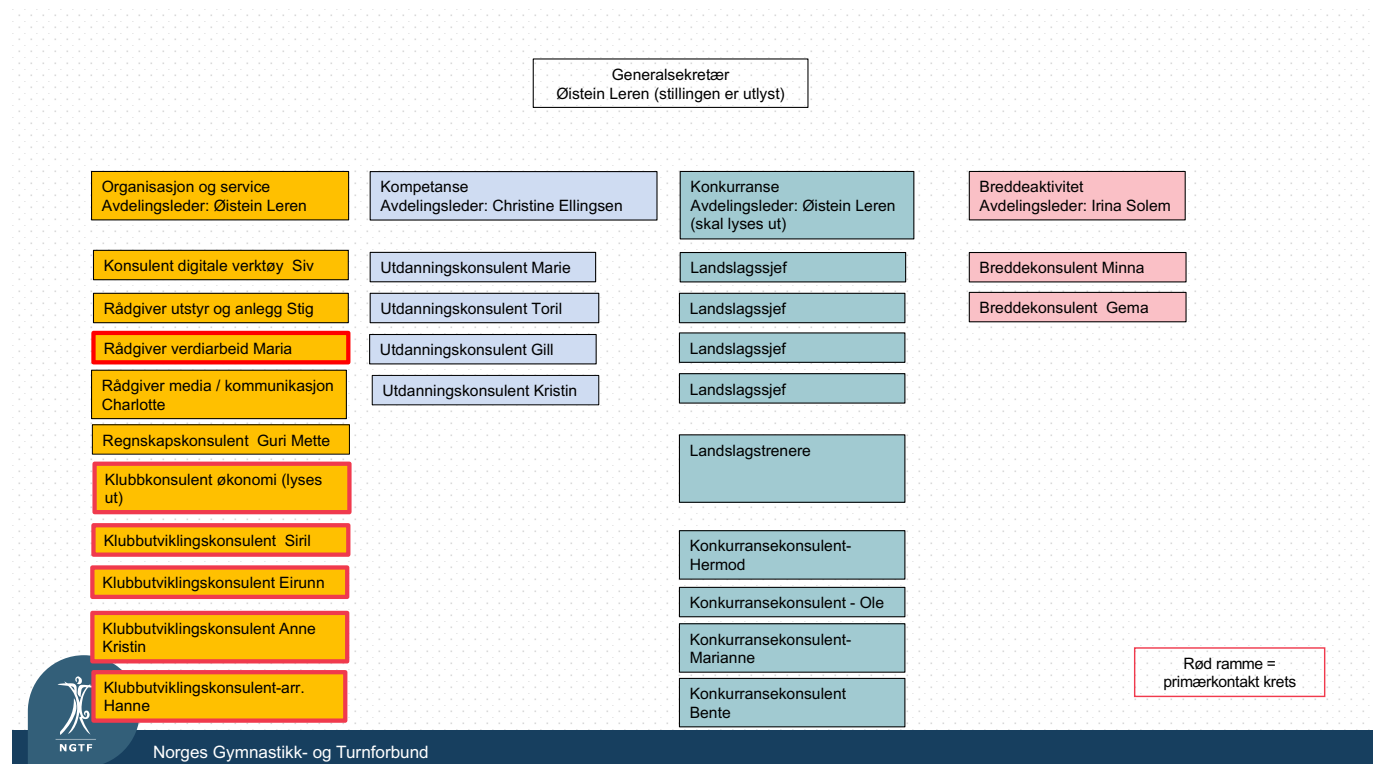 Generalsekretær
Øistein Leren (stillingen er utlyst)
Organisasjon og service
Avdelingsleder: Øistein Leren
Konsulent digitale verktøy  Siv
Rådgiver utstyr og anlegg Stig
Rådgiver verdiarbeid Maria
Rådgiver media / kommunikasjon
Charlotte
Regnskapskonsulent  Guri Mette
Klubbkonsulent økonomi (lyses
ut)
Klubbutviklingskonsulent  Siril
Klubbutviklingskonsulent Eirunn
Klubbutviklingskonsulent Anne
Kristin
Klubbutviklingskonsulent-arr.
Hanne
Kompetanse
Avdelingsleder: Christine Ellingsen
Utdanningskonsulent Marie
Utdanningskonsulent Toril
Utdanningskonsulent Gill
Utdanningskonsulent Kristin
Konkurranse
Avdelingsleder: Øistein Leren
(skal lyses ut)
Landslagssjef
Landslagssjef
Landslagssjef
Landslagssjef
Landslagstrenere
Konkurransekonsulent-
Hermod
Konkurransekonsulent - Ole
Konkurransekonsulent-
Marianne
Konkurransekonsulent
Bente
Breddeaktivitet
Avdelingsleder: Irina Solem
Breddekonsulent Minna
Breddekonsulent  Gema
Rød ramme =
primærkontakt krets
NGTF
Norges Gymnastikk- og Turnforbund